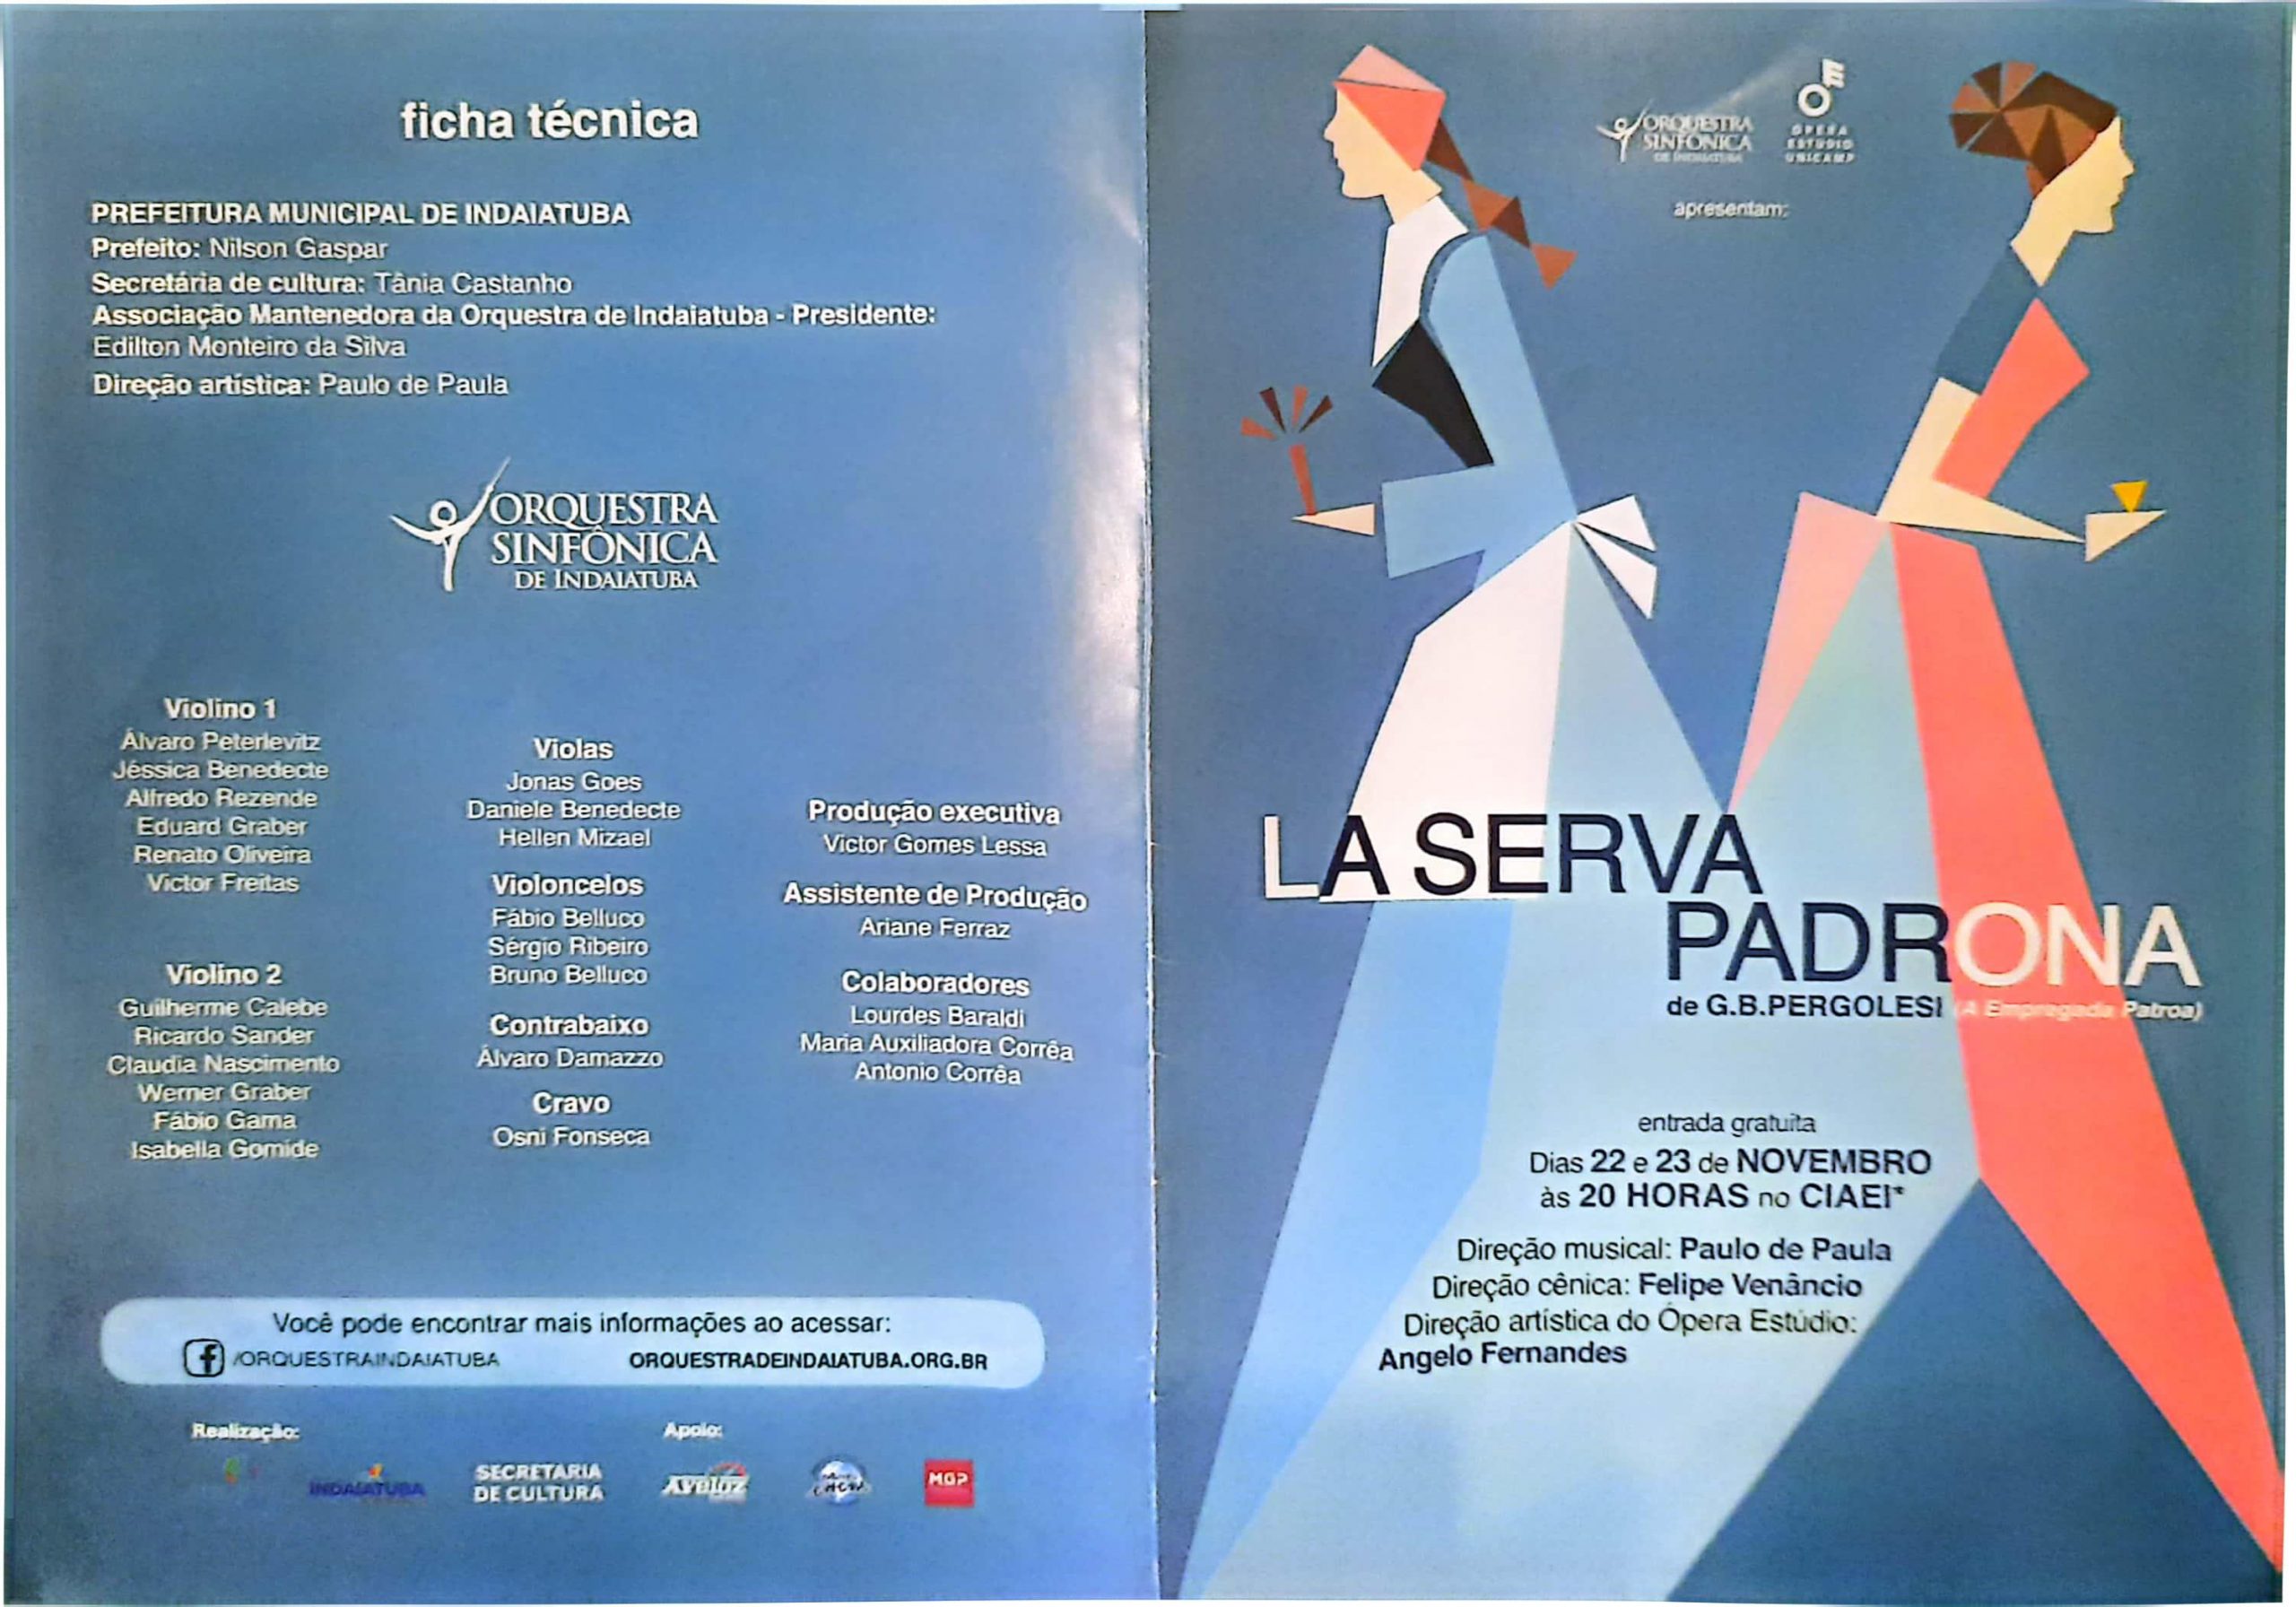 ficha técnica
PREFEITURA MUNICIPAL DE INDAIATUBA
Prefeito: Nilson Gaspar
Secretária de cultura: Tânia Castanho
Associação Mantenedora da Orquestra de Indaiatuba - Presidente:
Edilton Monteiro da Silva
Direção artística: Paulo de Paula
ORQUESTRA
SINFÔNICA
DE INDAIATUBA
Violino 1
Álvaro Peterlevitz
Jéssica Benedecte
Alfredo Rezende
Eduard Graber
Renato Oliveira
Victor Freitas
Violino 2
Guilherme Calebe
Ricardo Sander
Claudia Nascimento
Werner Graber
Fábio Gama
Isabella Gomide
Violas
Jonas Goes
Daniele Benedecte
Hellen Mizael
Violoncelos
Fábio Belluco
Sérgio Ribeiro
Bruno Belluco
Contrabaixo
Álvaro Damazzo
Cravo
Osni Fonseca
Produção executiva
Victor Gomes Lessa
Assistente de Produção
Ariane Ferraz
Colaboradores
Lourdes Baraldi
Maria Auxiliadora Corrêa
Antonio Corrêa
Você pode encontrar mais informações ao acessar:
/ORQUESTRAINDAIATUBA ORQUESTRADEINDAIATUBA.ORG.BR
Realização:
INDAIATUBA
SECRETARIA
DE CULTURA
Apoio:
AVELOZ
MGP
ORQUESTRA
SINFÔNICA
DE INDAIATUBA
ÓPERA
ESTÚDIO
UNICAMP
apresentam:
LA SERVA
PADRONA
de G.B.PERGOLESI (A Empregada Patroa)
entrada gratuita
Dias 22 e 23 de NOVEMBRO
às 20 HORAS no CIAEI*
Direção musical: Paulo de Paula
Direção cênica: Felipe Venâncio
Direção artística do Ópera Estúdio:
Angelo Fernandes